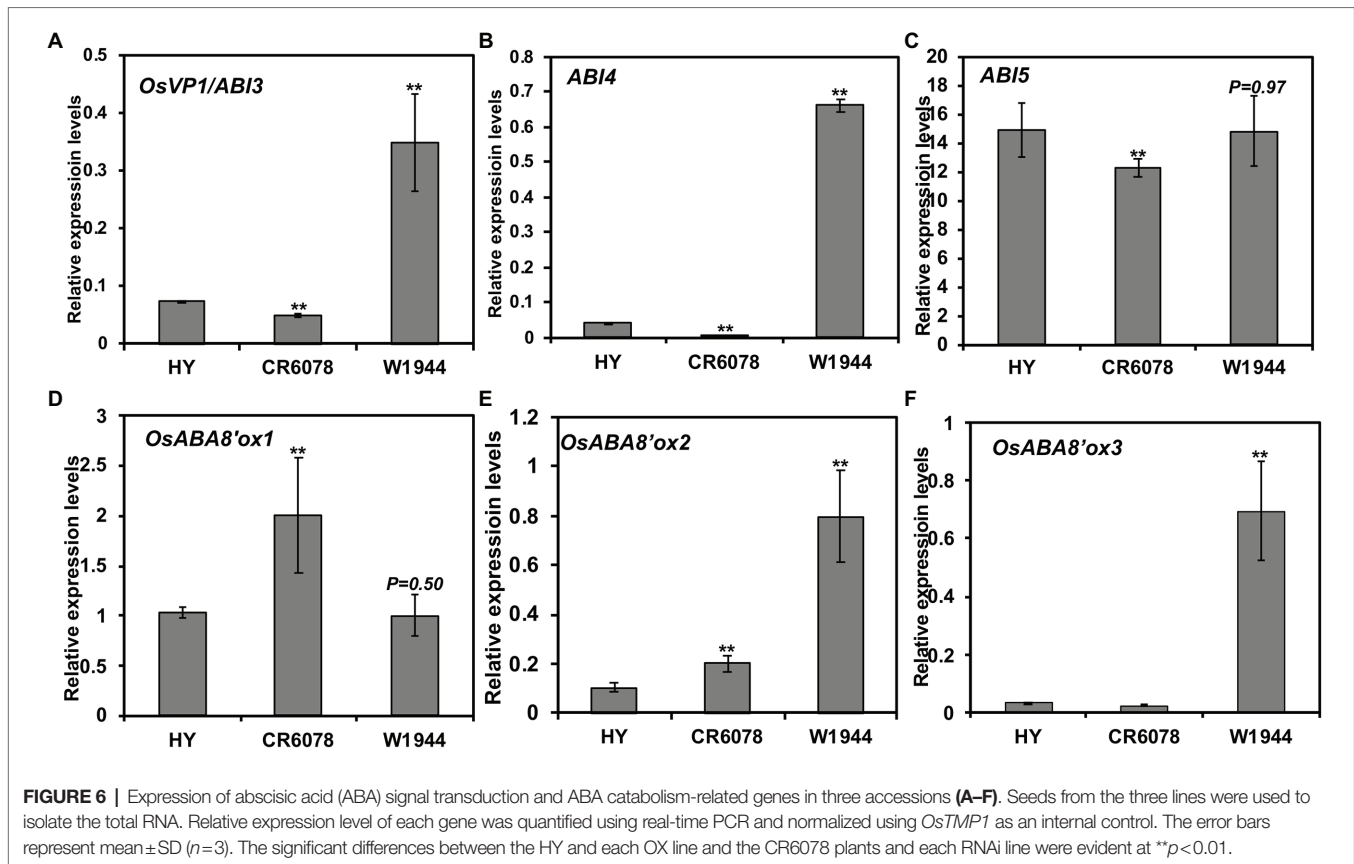 A
OsVP1/ABI3
Relative expressioin levels
0.5
0.4
0.3
0.2
0.1
0
**
**
HY
CR6078
W1944
B
ABI4
Relative expressioin levels
0.8
0.7
0.6
0.5
0.4
0.3
0.2
0.1
0
**
**
HY
CR6078
W1944
C
ABI5
Relative expressioin levels
20
18
16
14
12
10
8
6
4
2
0
**
P=0.97
HY
CR6078
W1944
D
OsABA8'ox1
Relative expressioin levels
3
2.5
2
1.5
1
0.5
0
**
P=0.50
HY
CR6078
W1944
E
OsABA8’ox2
Relative expressioin levels
1.2
1
0.8
0.6
0.4
0.2
0
**
**
HY
CR6078
W1944
F
OsABA8’ox3
Relative expressioin levels
1
0.8
0.6
0.4
0.2
0
**
HY
CR6078
W1944
FIGURE 6 | Expression of abscisic acid (ABA) signal transduction and ABA catabolism-related genes in three accessions (A–F). Seeds from the three lines were used to
isolate the total RNA. Relative expression level of each gene was quantified using real-time PCR and normalized using OsTMP1 as an internal control. The error bars
represent mean ± SD (n = 3). The significant differences between the HY and each OX line and the CR6078 plants and each RNAi line were evident at **p < 0.01.